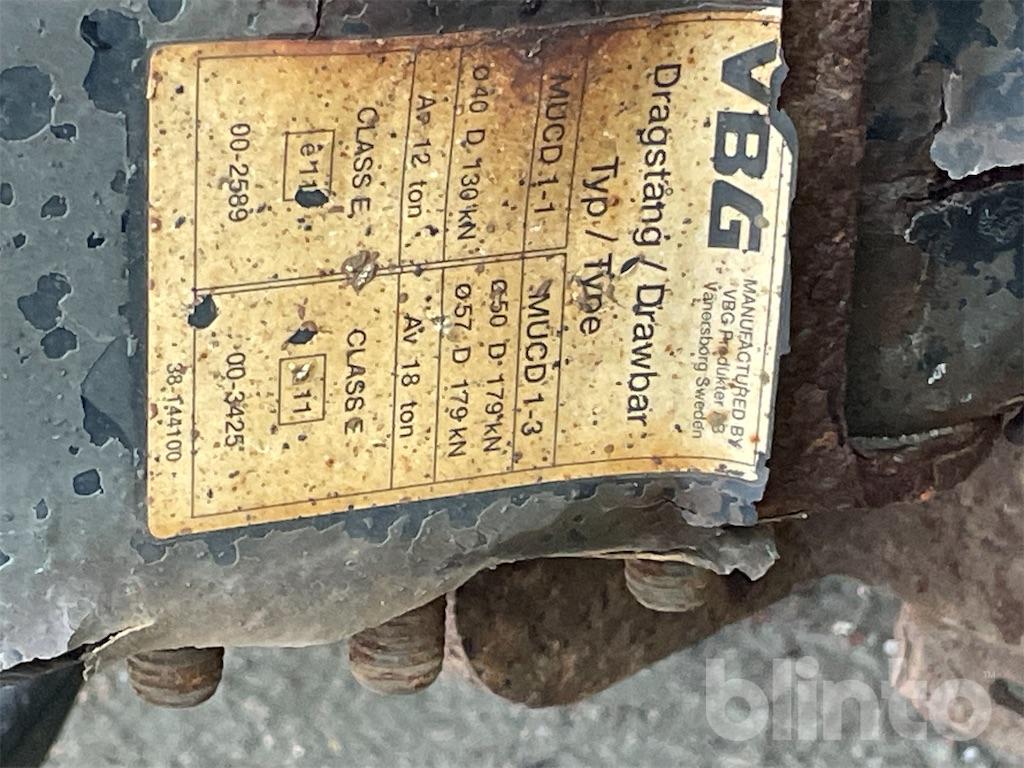 VBG
MANUFACTURED BY
VBG Produkter AB
Vänersborg Sweden
Dragstång / Drawbar
Typ / Type
MUCD 1-1
ø40 D 130 kN
Av 12 ton
CLASS E
e11
00-2589
MUCD 1-3
ø50 D 179 kN
ø57 D 179 kN
Av 18 ton
CLASS E
e11
00-3425
38-144100
blinto™